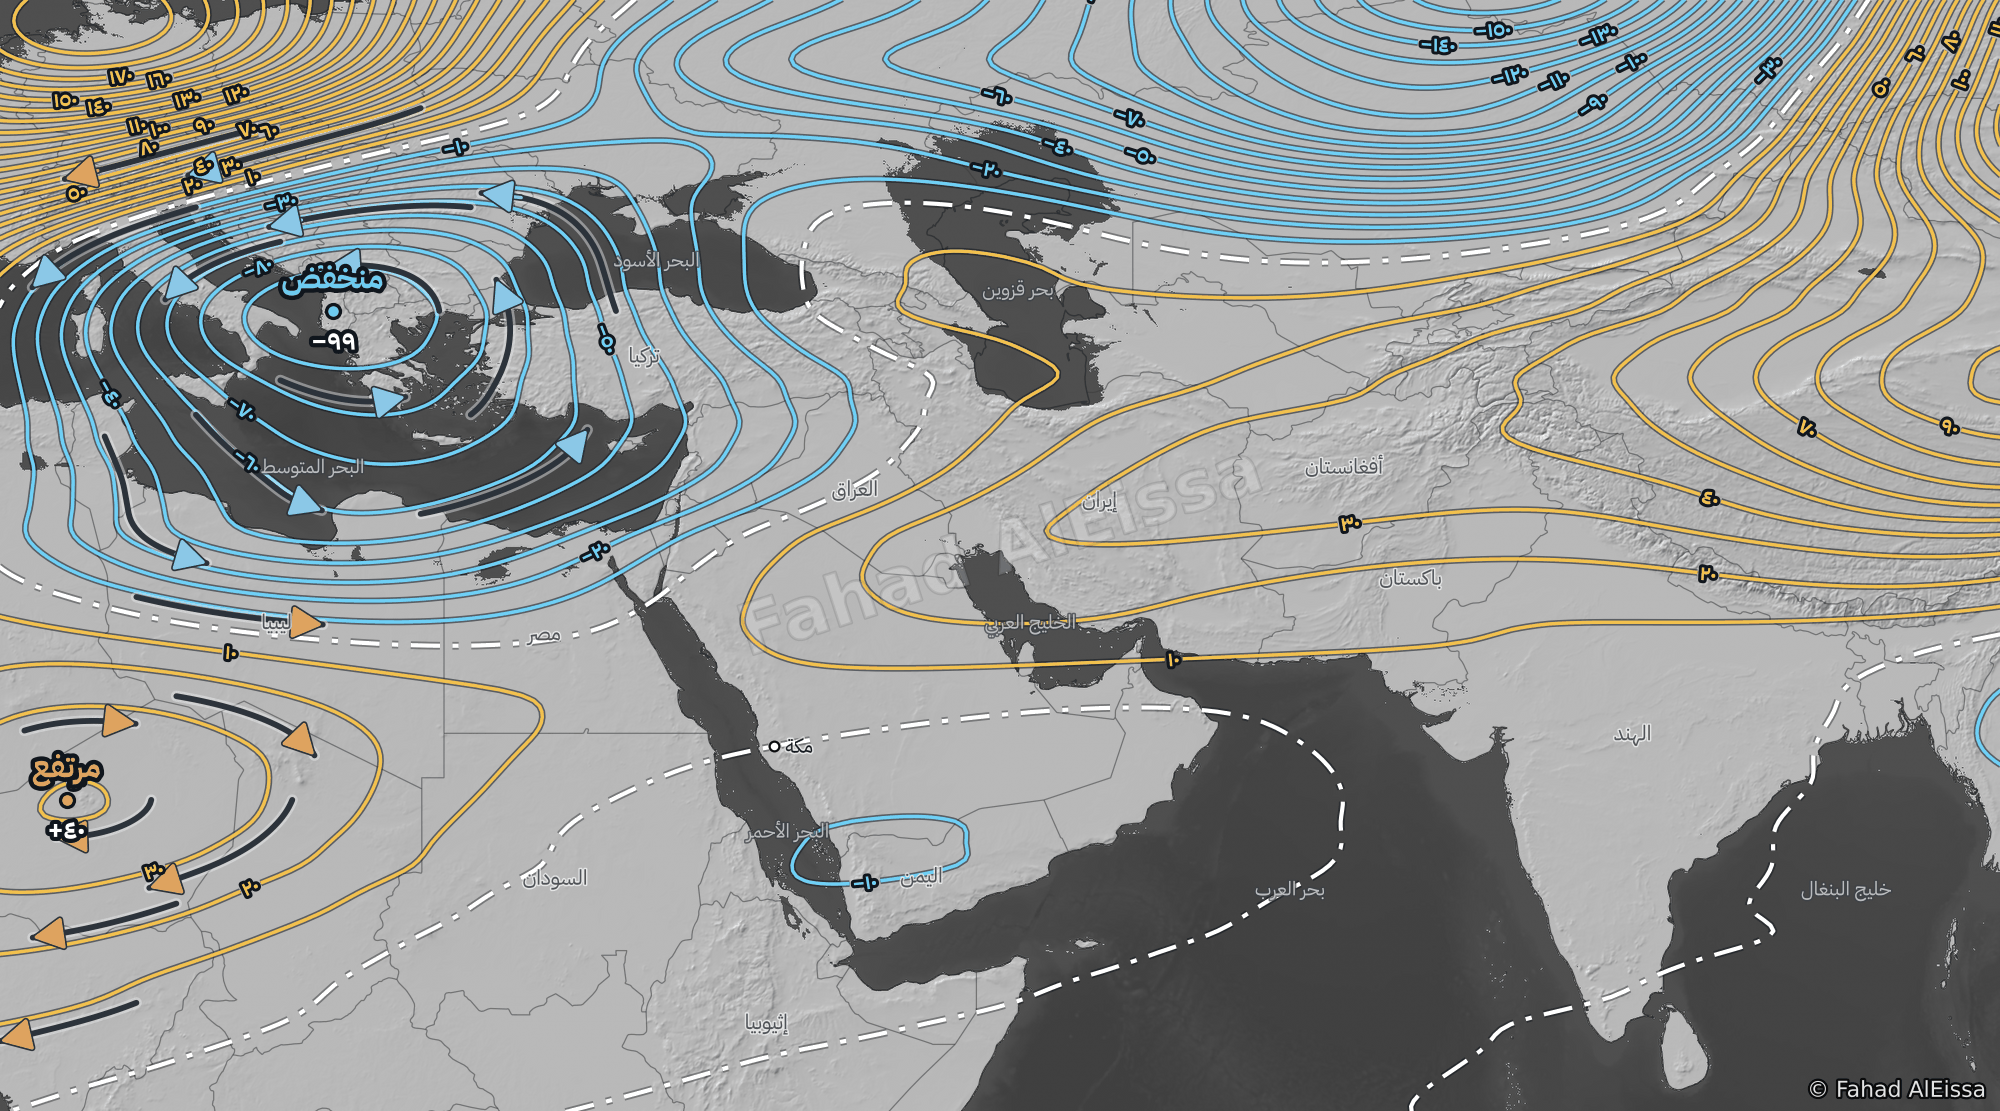 -١٥٠
-١٣٠
-١٤٠
-١٠٠
-١٢٠
-١١٠
-٩٠
-٣٠
٦٠
٨٠
٥٠
١٠٠
١٧٠
١٦٠
١٥٠
١٤٠
١٣٠
١٢٠
١١٠
١٠٠
٩٠
٧٠
٦٠
٨٠
٤٠
٣٠
٢٠
١٠
٥٠
-١٠
-٦٠
-٧٠
-٤٠
-٥٠
-٢٠
-٣٠
-٨٠
منخفض
-٩٩
البحر الأسود
بحر قزوين
-٥٠
تركيا
-٤٠
-٧٠
-٦٠
البحر المتوسط
العراق
إيران
أفغانستان
٧٠
٩٠
٤٠
٣٠
٢٠
باكستان
-٢٠
ليبيا
مصر
الخليج العربي
١٠
١٠
Fahad AlEissa
مكة
الهند
مرتفع
+٤٠
البحر الأحمر
-١٠
اليمن
السودان
بحر العرب
خليج البنغال
٣٠
٢٠
إثيوبيا
© Fahad AlEissa